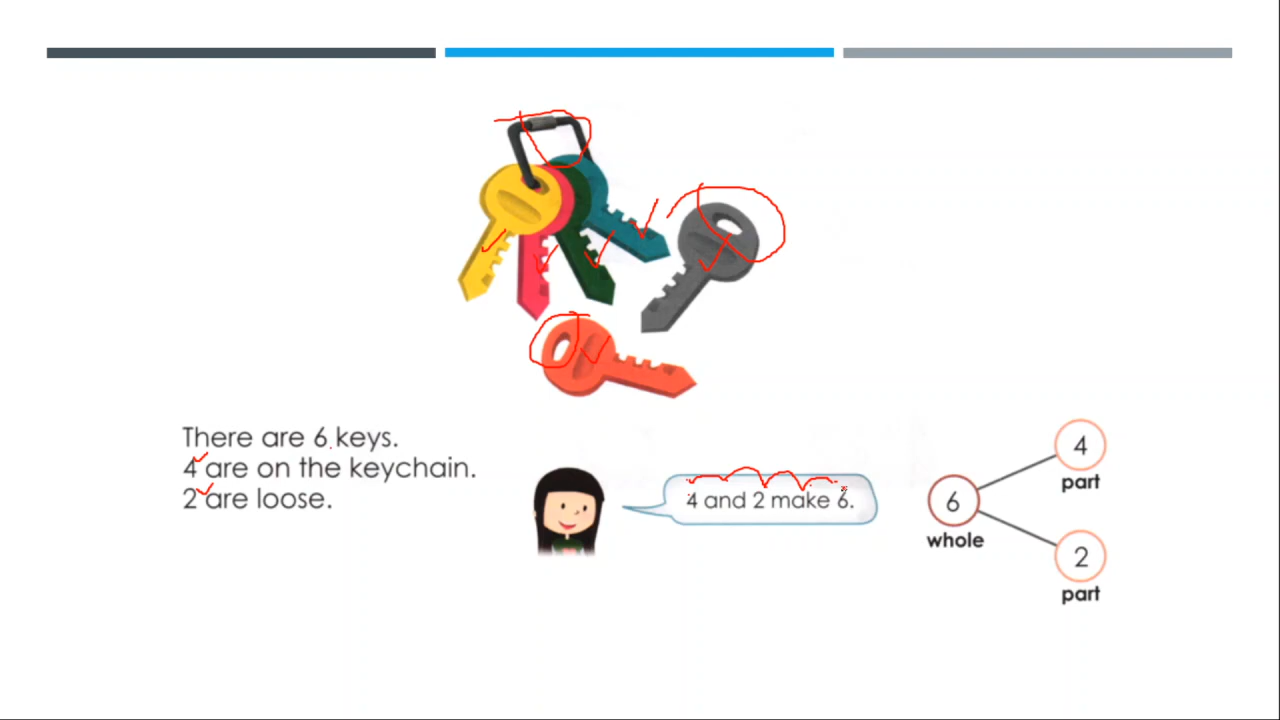 There are 6 keys.
4 are on the keychain.
2 are loose.
4 and 2 make 6.
4
part
6
whole
2
part